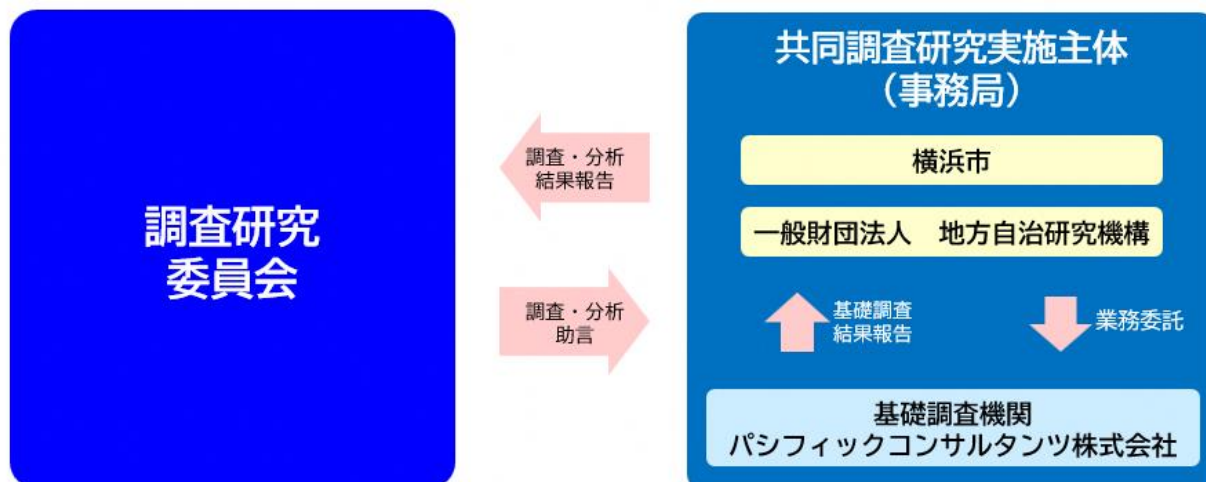 調査研究
委員会
調査・分析
結果報告
調査・分析
助言
共同調査研究実施主体
（事務局）
横浜市
一般財団法人　地方自治研究機構
基礎調査
結果報告
業務委託
基礎調査機関
パシフィックコンサルタンツ株式会社